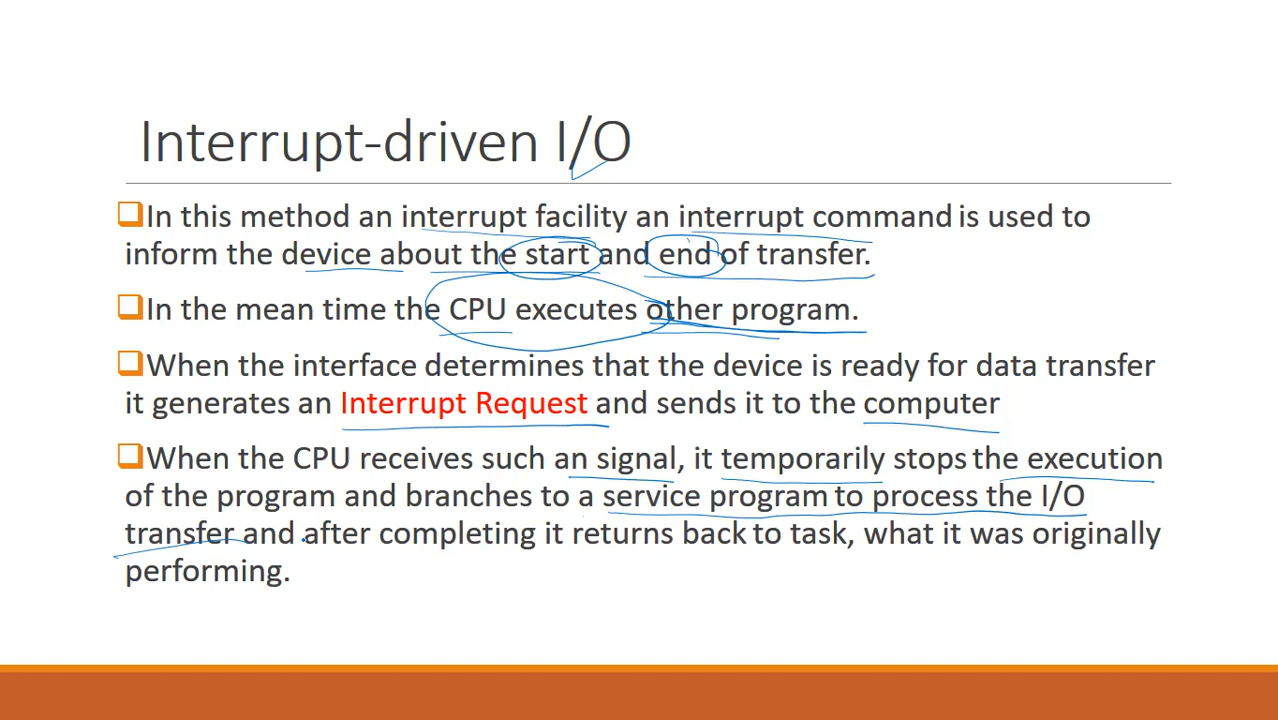 Interrupt-driven I/O
In this method an interrupt facility an interrupt command is used to
inform the device about the start and end of transfer.
In the mean time the CPU executes other program.
When the interface determines that the device is ready for data transfer
it generates an Interrupt Request and sends it to the computer
When the CPU receives such an signal, it temporarily stops the execution
of the program and branches to a service program to process the I/O
transfer and after completing it returns back to task, what it was originally
performing.